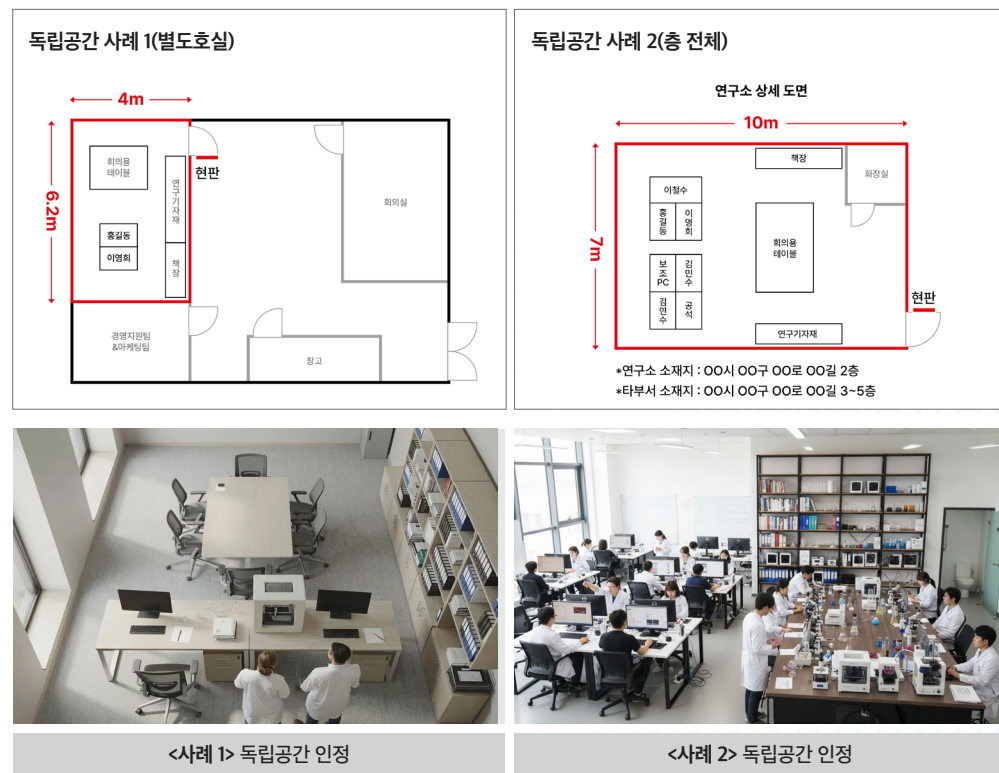 독립공간 사례 1(별도호실)
4m
6.2m
회의용
테이블
연구기자재
현판
홍길동
이영희
책장
회의실
경영지원팀
&마케팅팀
창고
독립공간 사례 2(층 전체)
연구소 상세 도면
10m
7m
책장
화장실
이철수
홍길동
이영희
회의용
테이블
보조
PC
김민수
김민수
공석
현판
연구기자재
*연구소 소재지 : OO시 OO구 OO로 OO길 2층
*타부서 소재지 : OO시 OO구 OO로 OO길 3~5층
<사례 1> 독립공간 인정
<사례 2> 독립공간 인정